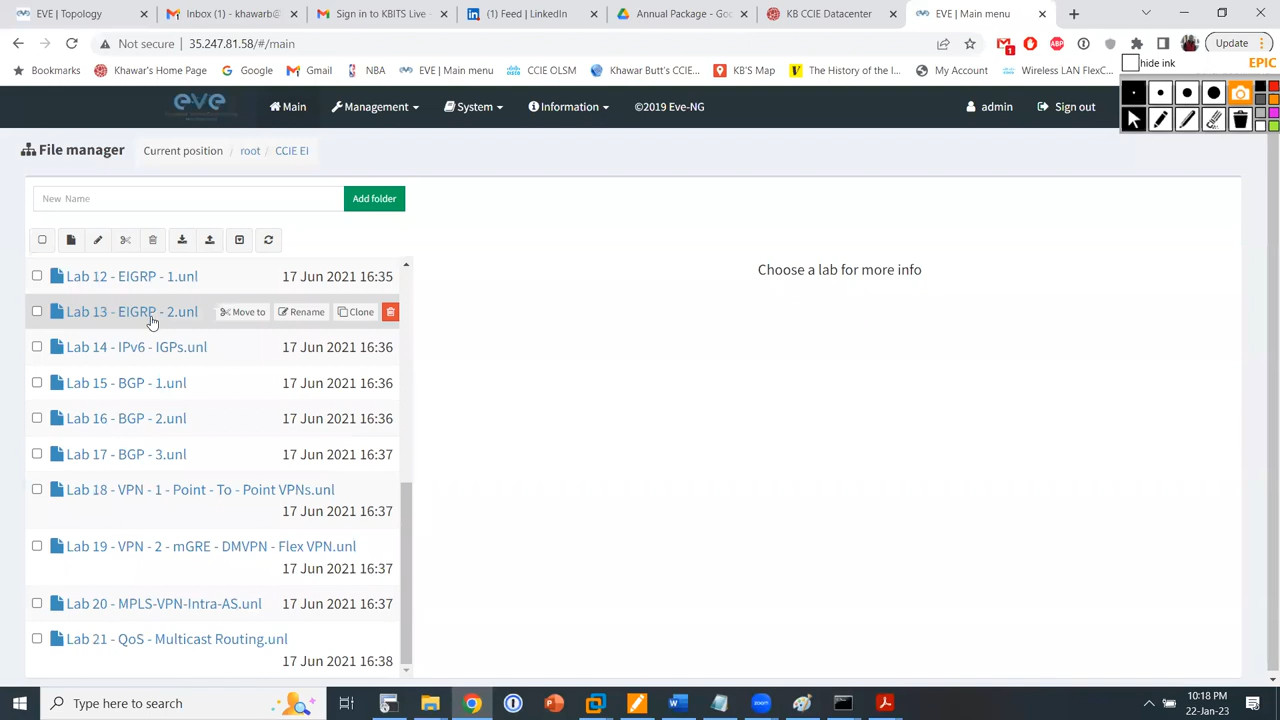 EVE | Topology
Inbox (1) - khawarb@
Signin to KBITS Live -
(1) Feed | LinkedIn
Annual Package - Goo
KB CCIE Datacenter
EVE | Main menu
Not secure | 35.247.81.58/#/main
1
ABP
Update
Bookmarks
Khawar's Home Page
Google
Gmail
NBA
EVE | Main menu
CCIE
Khawar Butt's CCIE...
KB'S Map
The History of the I...
My Account
Wireless LAN FlexC...
hide ink
EPIC
eve
Main
Management
System
Information
©2019 Eve-NG
admin
Sign out
File manager
Current position / root / CCiE EI
New Name
Add folder
Choose a lab for more info
Lab 12 - EIGRP - 1.unl 17 Jun 2021 16:35
Lab 13 - EIGRP - 2.unl Move to Rename Clone
Lab 14 - IPv6 - IGPs.unl 17 Jun 2021 16:36
Lab 15 - BGP - 1.unl 17 Jun 2021 16:36
Lab 16 - BGP - 2.unl 17 Jun 2021 16:36
Lab 17 - BGP - 3.unl 17 Jun 2021 16:37
Lab 18 - VPN - 1 - Point - To - Point VPNs.unl
17 Jun 2021 16:37
Lab 19 - VPN - 2 - mGRE - DMVPN - Flex VPN.unl
17 Jun 2021 16:37
Lab 20 - MPLS-VPN-Intra-AS.unl 17 Jun 2021 16:37
Lab 21 - QoS - Multicast Routing.unl
17 Jun 2021 16:38
Type here to search
10:18 PM
22-Jan-23